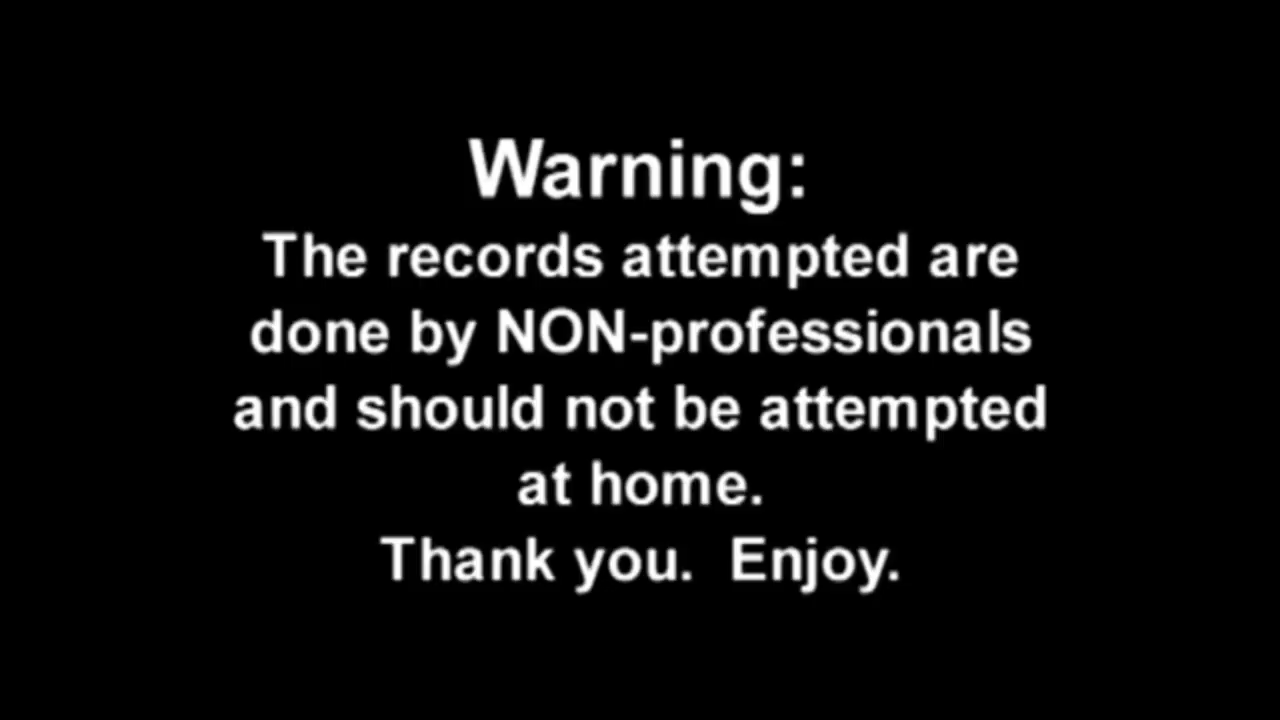 Warning:
The records attempted are
done by NON-professionals
and should not be attempted
at home.
Thank you.  Enjoy.